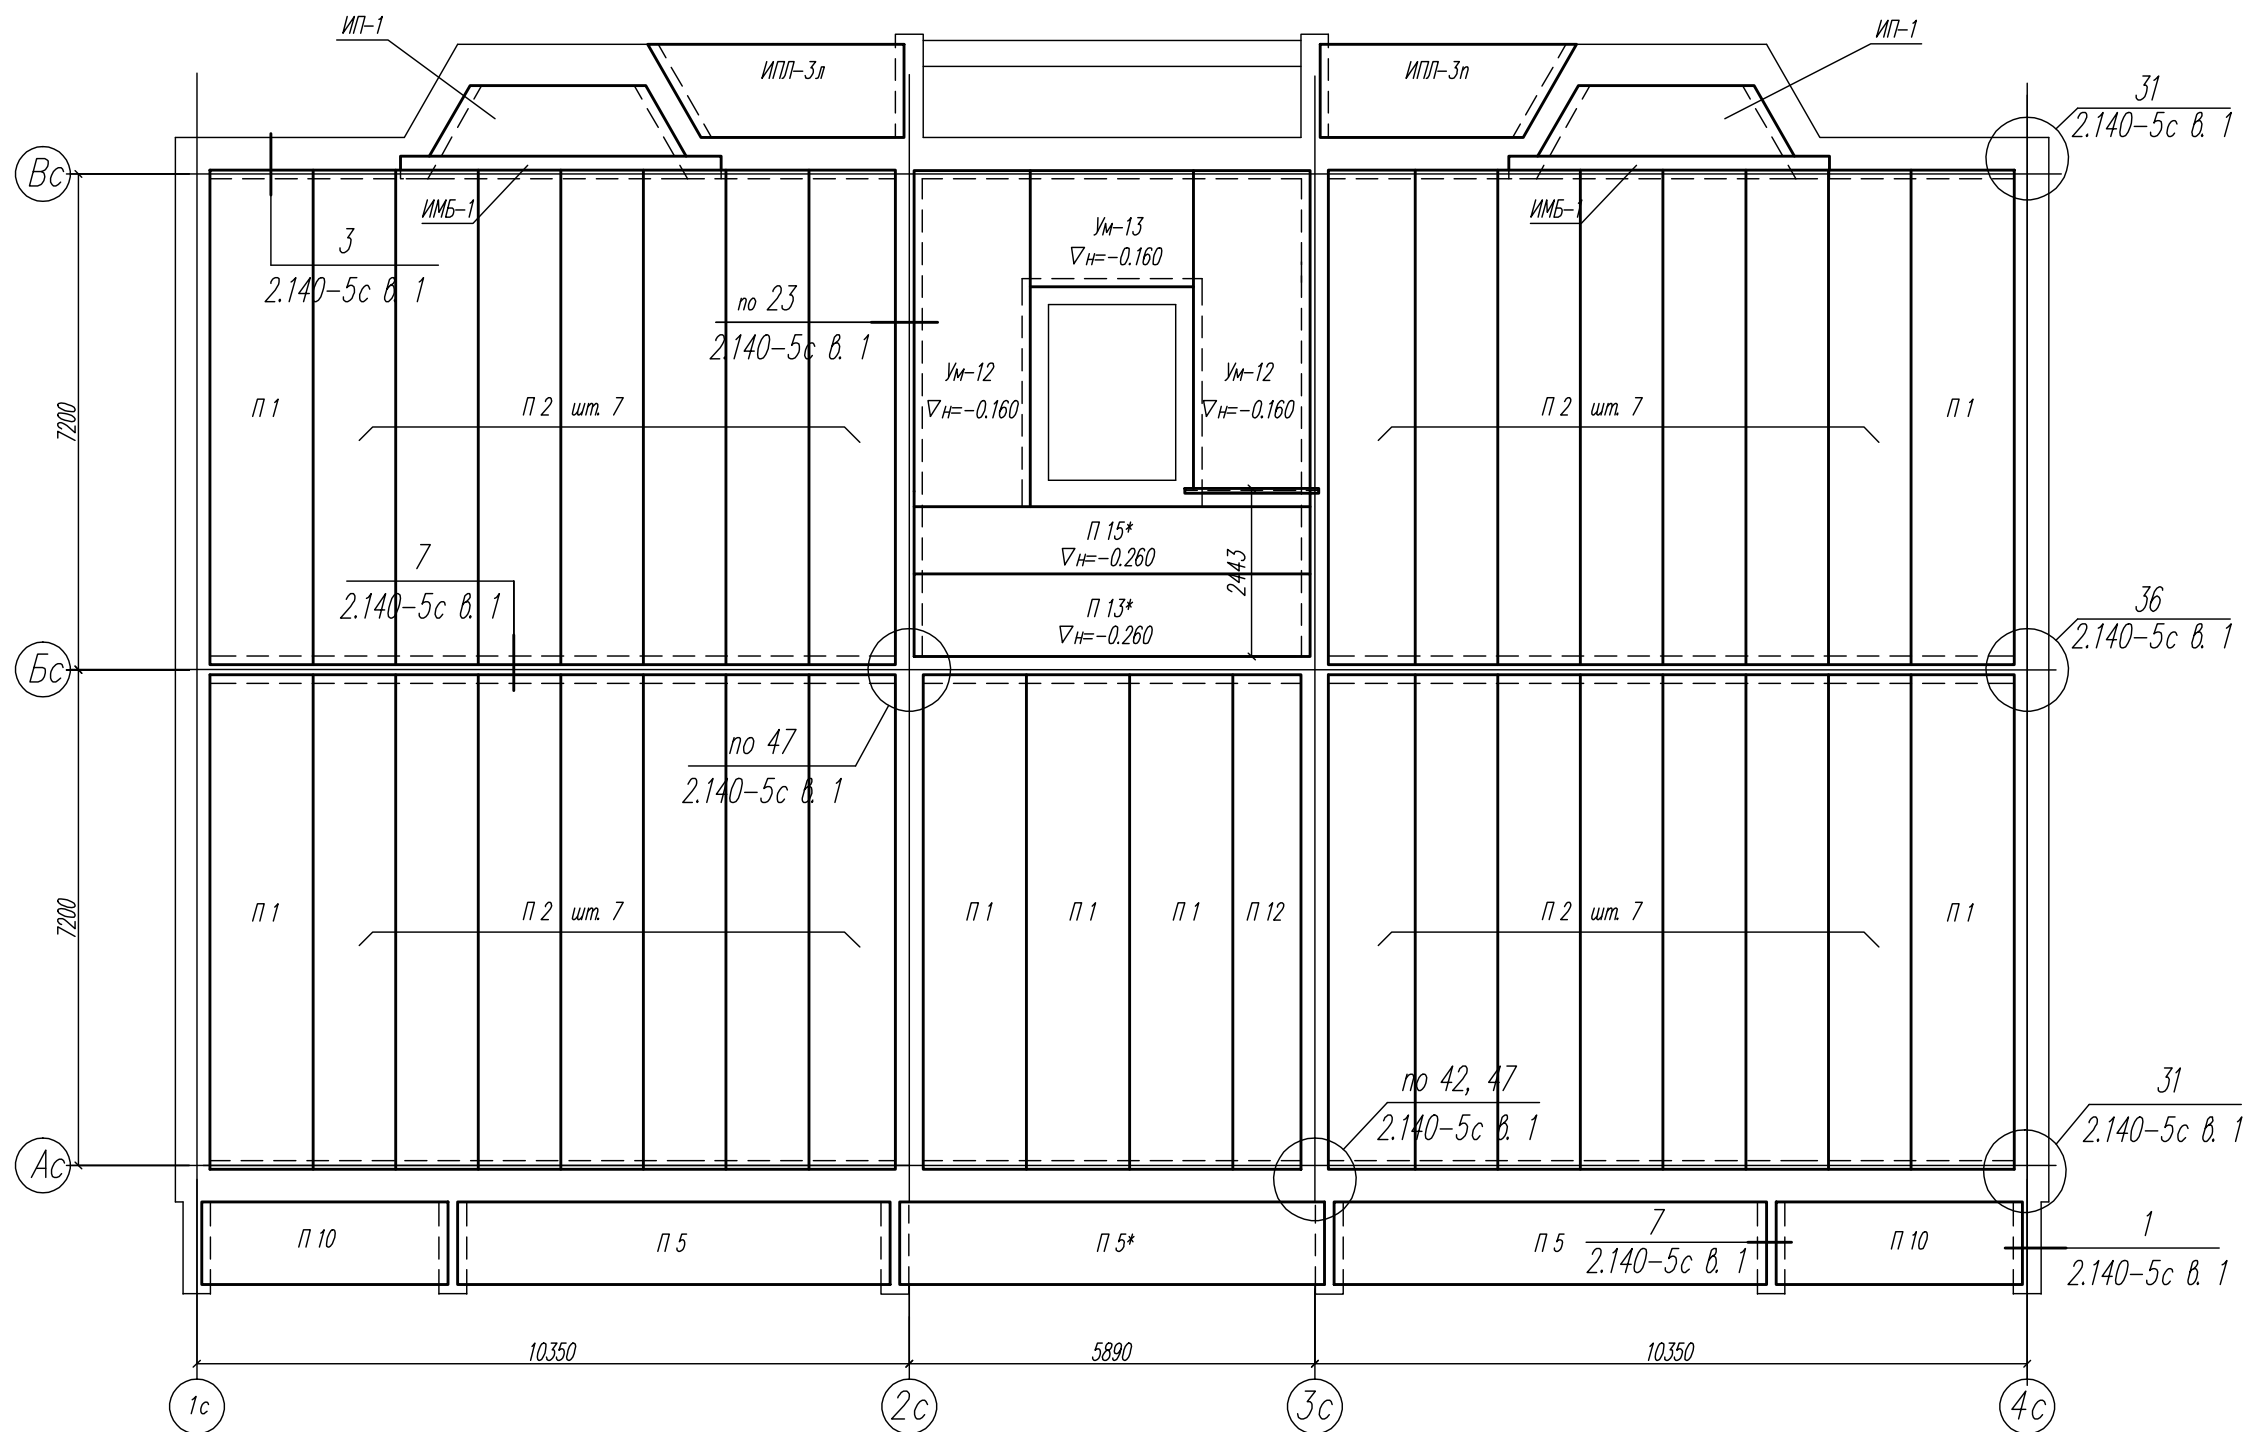 ИП-1
ИПЛ-3л
ИПЛ-3п
ИП-1
31
2.140-5с в. 1
Вс
ИМБ-1
ИМБ-1
3
2.140-5с в. 1
Ум-13
▽н=-0.160
по 23
2.140-5с в. 1
Ум-12
▽н=-0.160
Ум-12
▽н=-0.160
7200
П 1
П 2 шт. 7
П 2 шт. 7
П 1
П 15*
▽н=-0.260
2443
7
2.140-5с в. 1
П 13*
▽н=-0.260
36
2.140-5с в. 1
Бс
по 47
2.140-5с в. 1
7200
П 1
П 2 шт. 7
П 1
П 1
П 1
П 12
П 2 шт. 7
П 1
по 42, 47
2.140-5с в. 1
31
2.140-5с в. 1
Ас
П 10
П 5
П 5*
П 5
7
2.140-5с в. 1
П 10
1
2.140-5с в. 1
10350
5890
10350
1с
2с
3с
4с